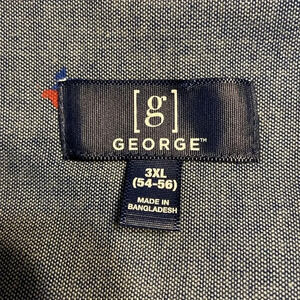 [g]
GEORGE™
3XL
(54-56)
MADE IN
BANGLADESH